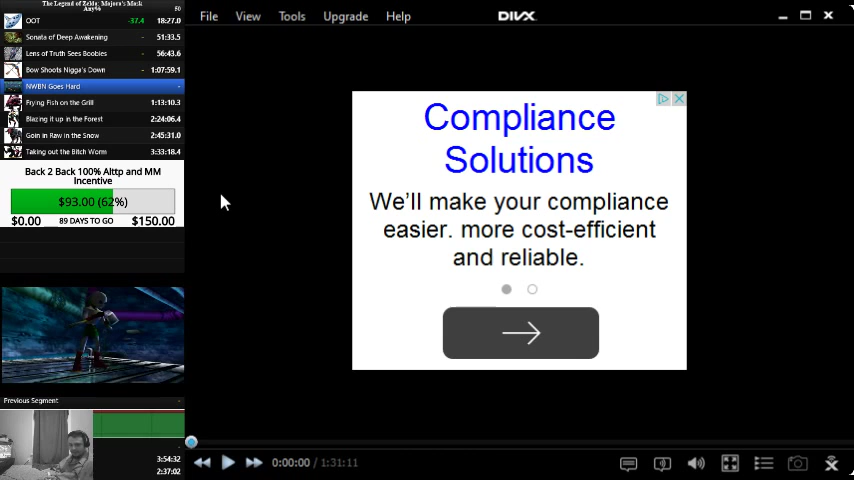 The Legend of Zelda: Majora's Mask
Any%
50
OOT -37.4 18:27.0
Sonata of Deep Awakening - 51:33.5
Lens of Truth Sees Boobies - 56:43.6
Bow Shoots Nigga's Down - 1:07:59.1
NWBN Goes Hard -
Frying Fish on the Grill 1:13:10.3
Blazing it up in the Forest 2:24:06.4
Goin in Raw in the Snow 2:45:31.0
Taking out the Bitch Worm 3:33:18.4
Back 2 Back 100% Alttp and MM
Incentive
$93.00 (62%)
$0.00 89 DAYS TO GO $150.00
Previous Segment -
3:54:32
2:37:02
File View Tools Upgrade Help DIVX
Compliance
Solutions
We'll make your compliance
easier. more cost-efficient
and reliable.
0:00:00 / 1:31:11